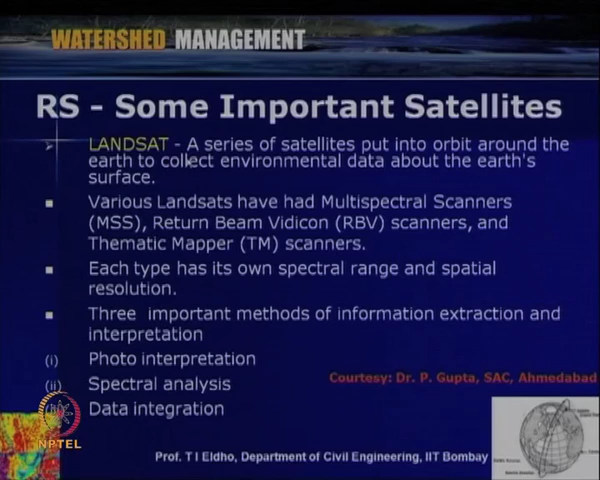 WATERSHED MANAGEMENT
RS - Some Important Satellites
LANDSAT - A series of satellites put into orbit around the
earth to collect environmental data about the earth's
surface.
Various Landsats have had Multispectral Scanners
(MSS), Return Beam Vidicon (RBV) scanners, and
Thematic Mapper (TM) scanners.
Each type has its own spectral range and spatial
resolution.
Three important methods of information extraction and
interpretation
(i) Photo interpretation
(ii) Spectral analysis
Data integration
Courtesy: Dr. P. Gupta, SAC, Ahmedabad
NPTEL
Prof. T I Eldho, Department of Civil Engineering, IIT Bombay